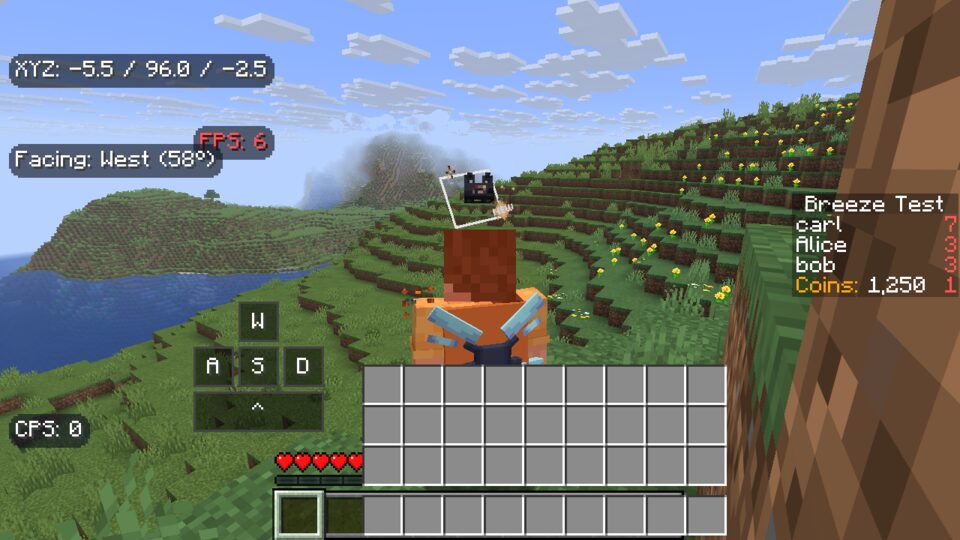 XYZ: -5.5 / 96.0 / -2.5
FPS: 6
Facing: West (58°)
Breeze Test
carl 7
Alice 3
bob 3
Coins: 1,250 1
W
A S D
^
CPS: 0